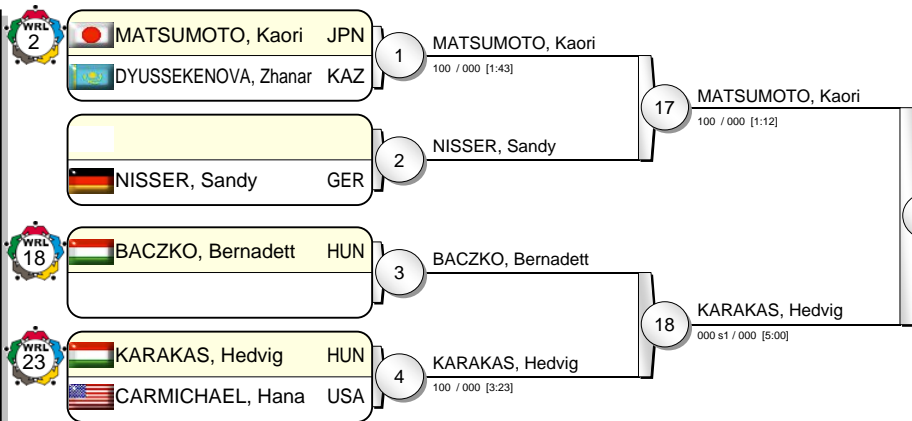 WRL
2
MATSUMOTO, Kaori JPN
DYUSSEKENOVA, Zhanar KAZ
1
MATSUMOTO, Kaori
100 / 000 [1:43]
NISSER, Sandy GER
2
NISSER, Sandy
17
MATSUMOTO, Kaori
100 / 000 [1:12]
WRL
18
BACZKO, Bernadett HUN
3
BACZKO, Bernadett
WRL
23
KARAKAS, Hedvig HUN
CARMICHAEL, Hana USA
4
KARAKAS, Hedvig
100 / 000 [3:23]
18
KARAKAS, Hedvig
000 s1 / 000 [5:00]